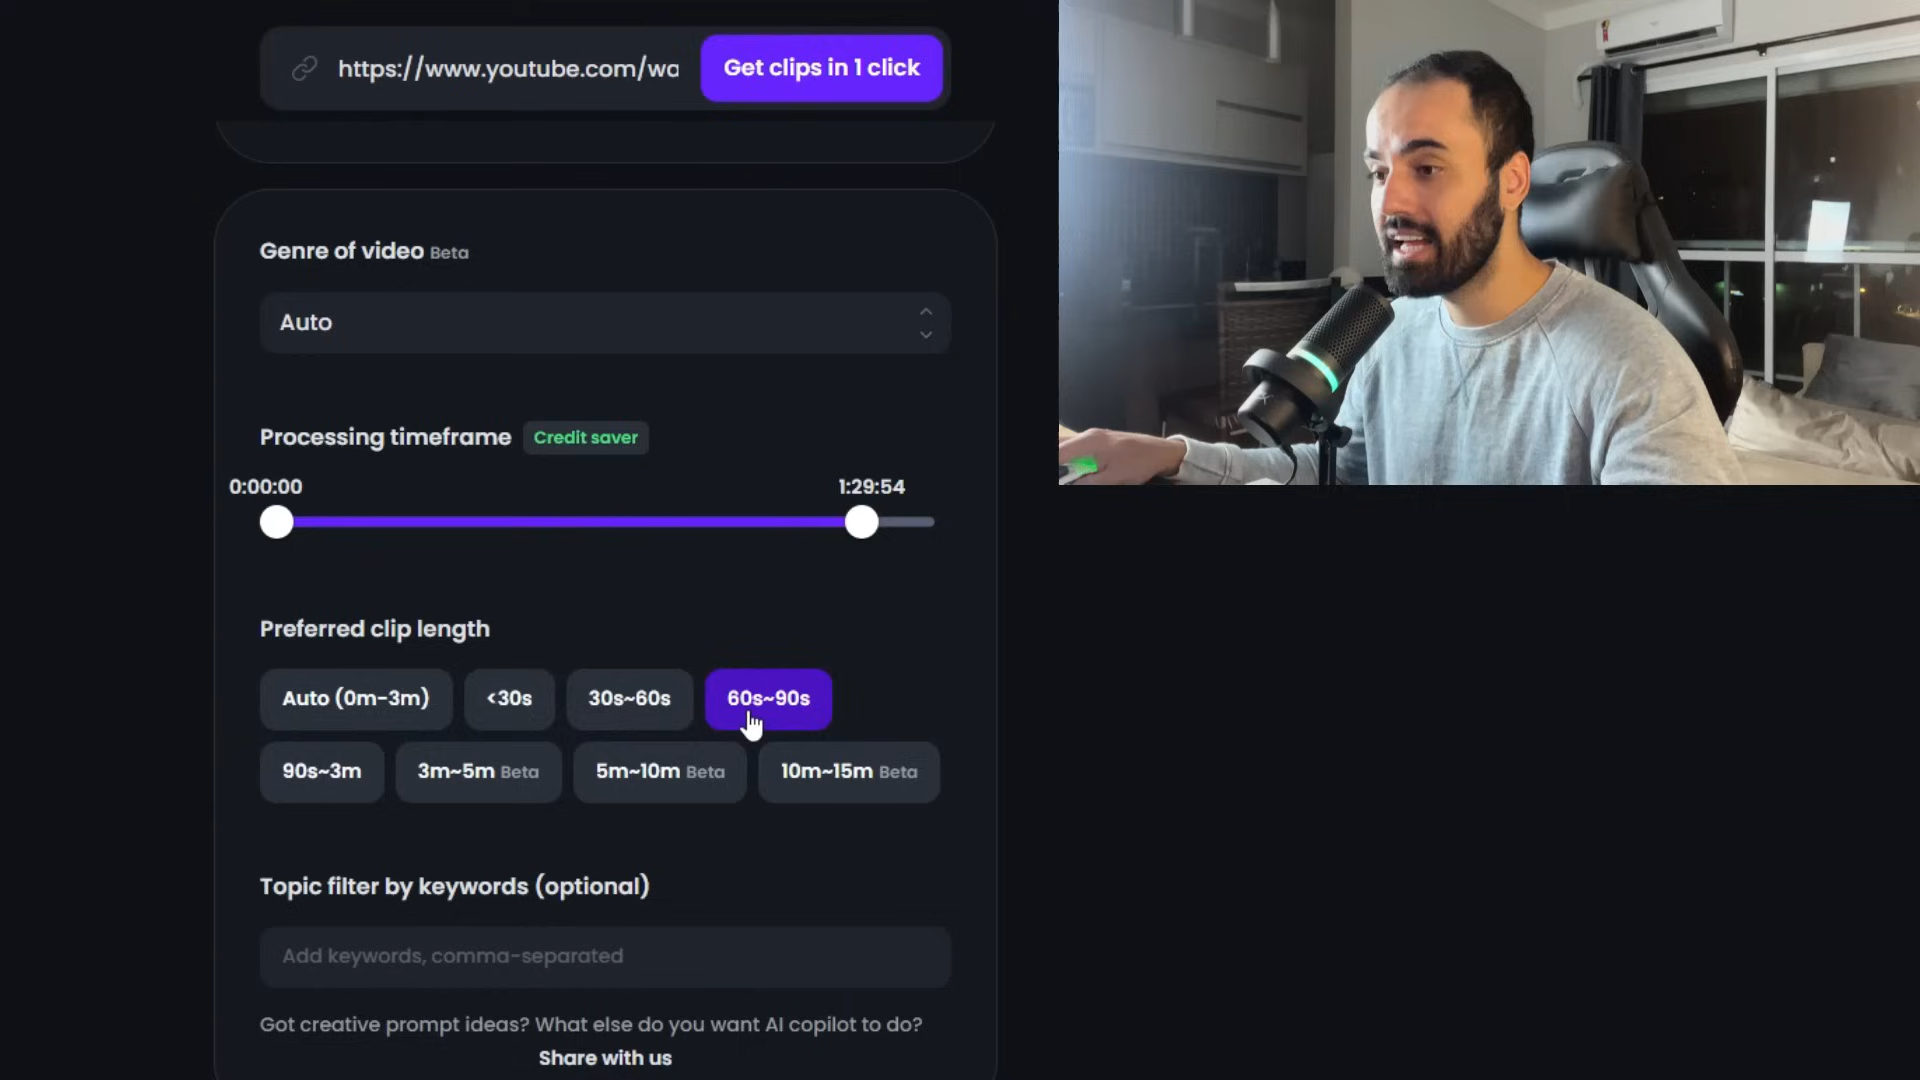 https://www.youtube.com/wa
Get clips in 1 click
Genre of video Beta
Auto
Processing timeframe Credit saver
0:00:00 1:29:54
Preferred clip length
Auto (0m-3m) <30s 30s~60s 60s~90s
90s~3m 3m~5m Beta 5m~10m Beta 10m~15m Beta
Topic filter by keywords (optional)
Add keywords, comma-separated
Got creative prompt ideas? What else do you want AI copilot to do?
Share with us